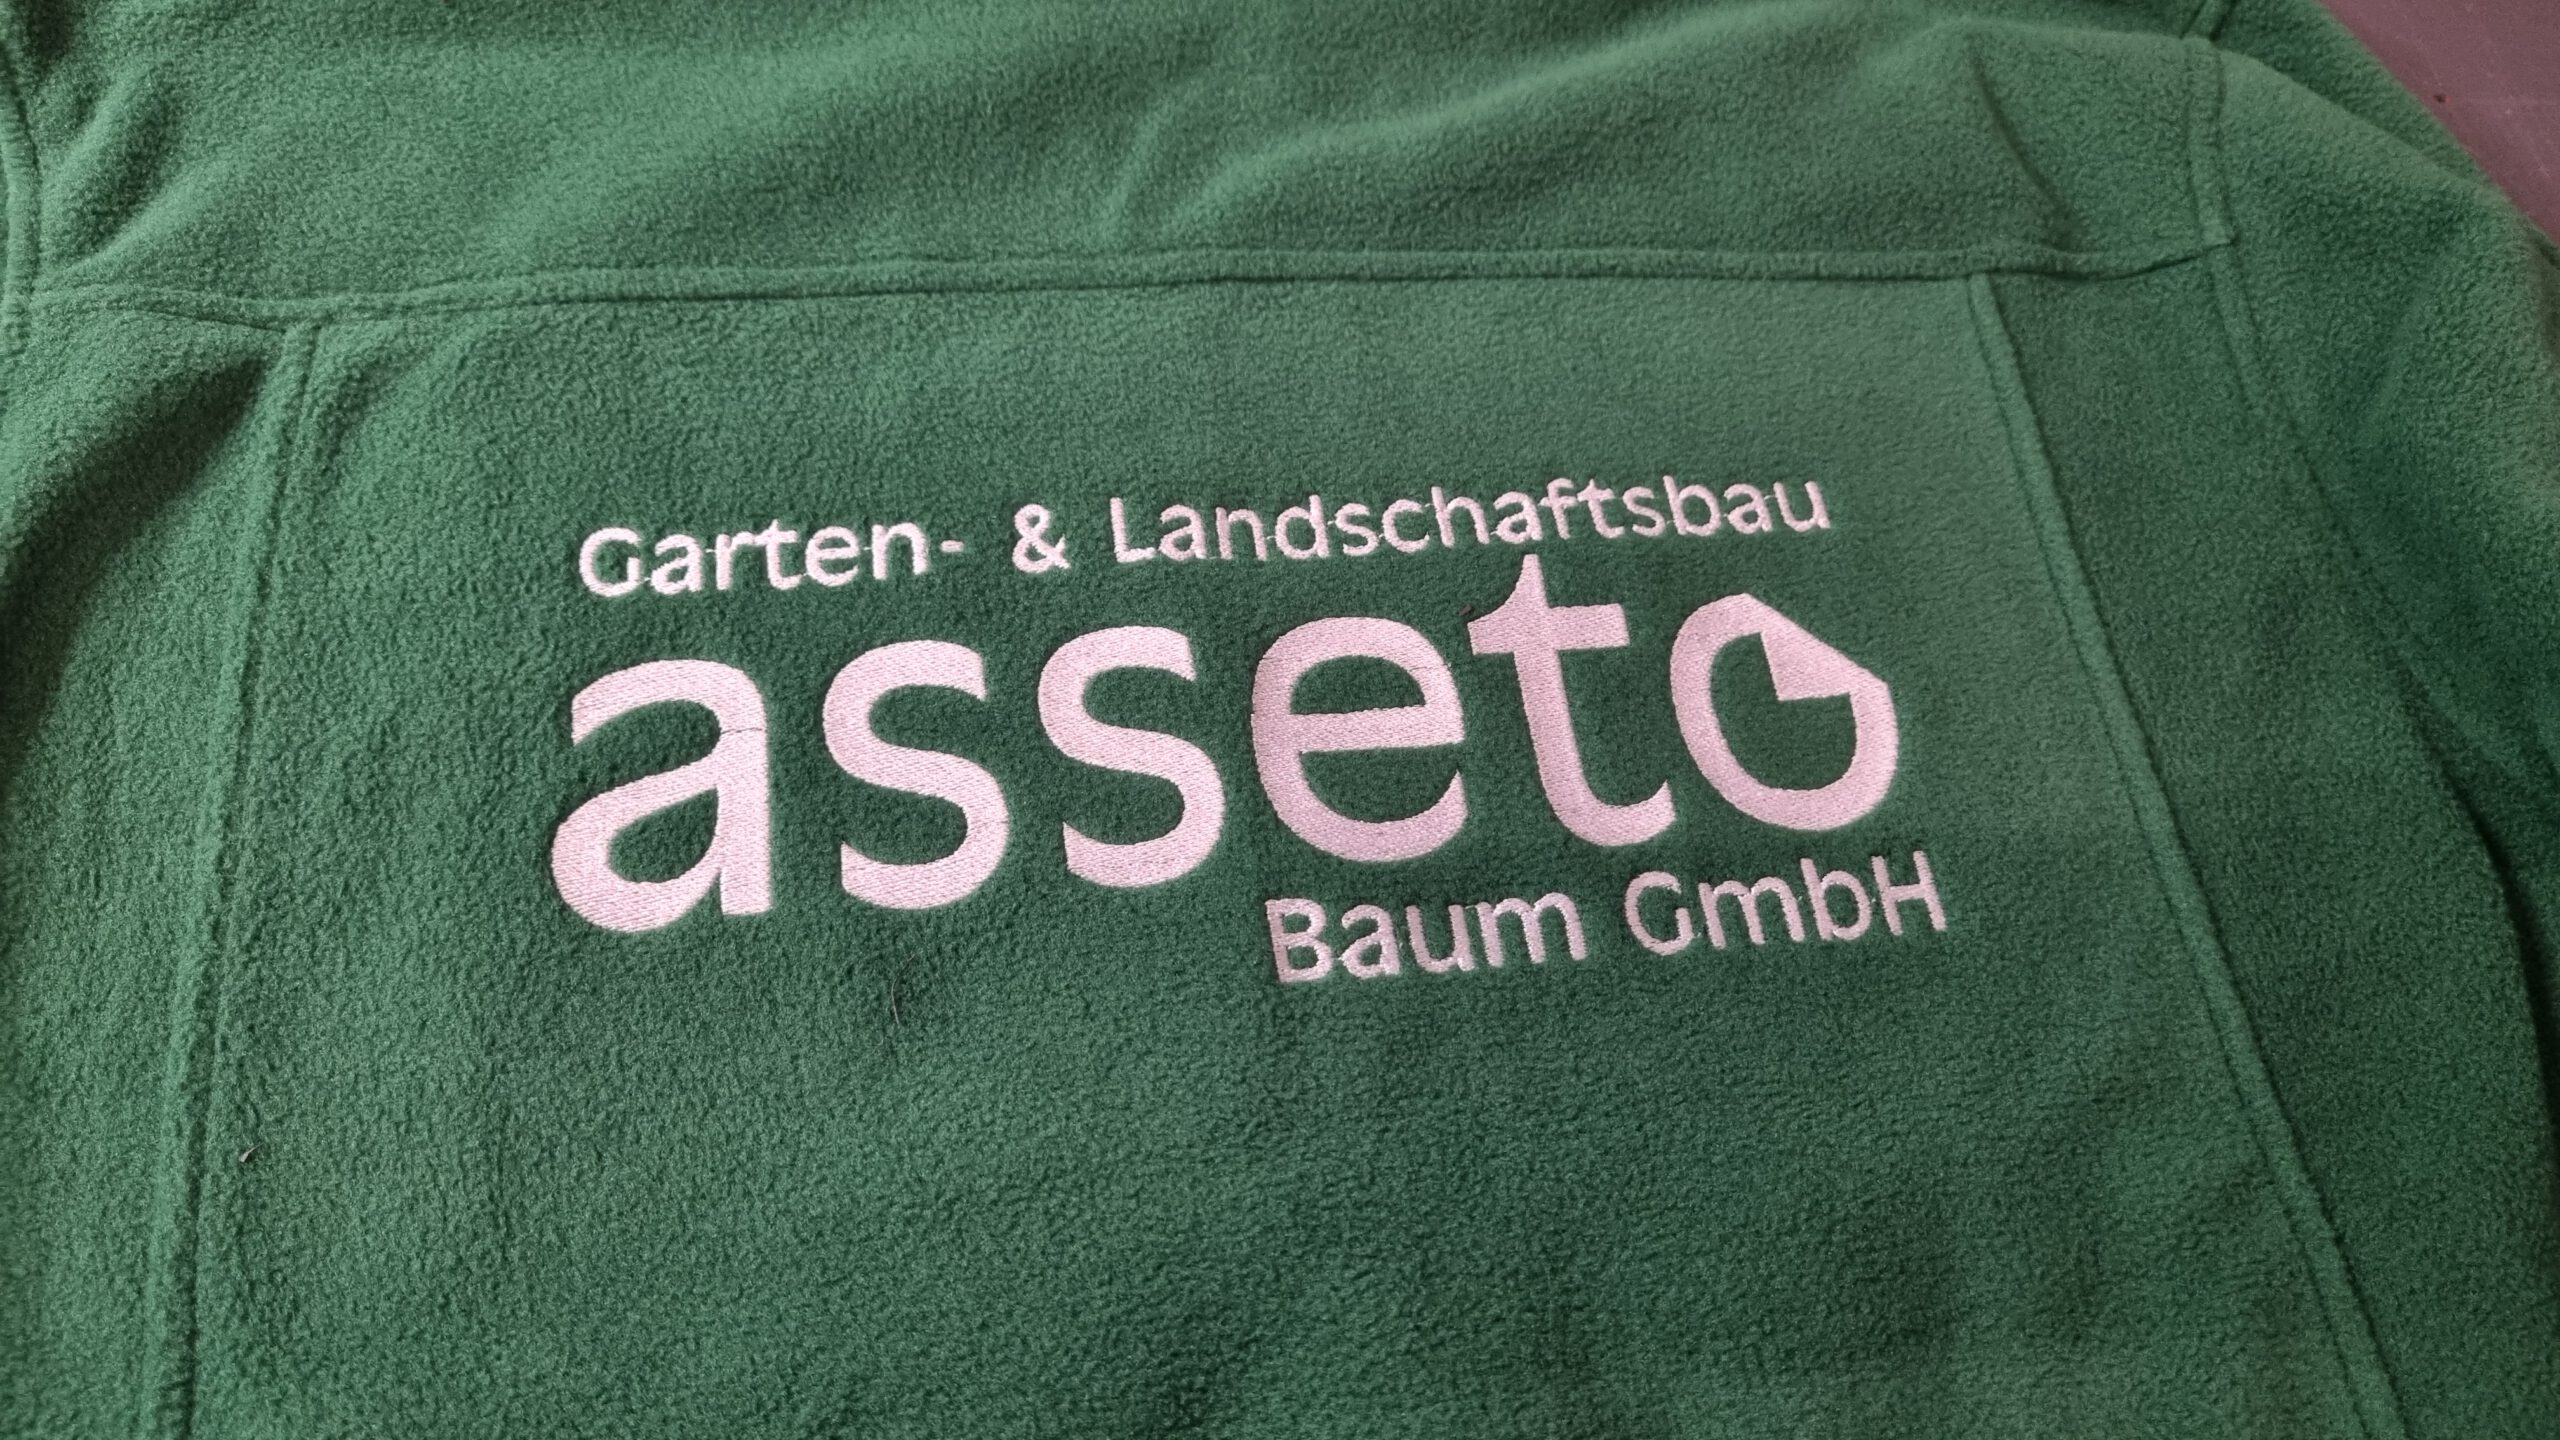 Garten- & Landschaftsbau
asseto
Baum GmbH